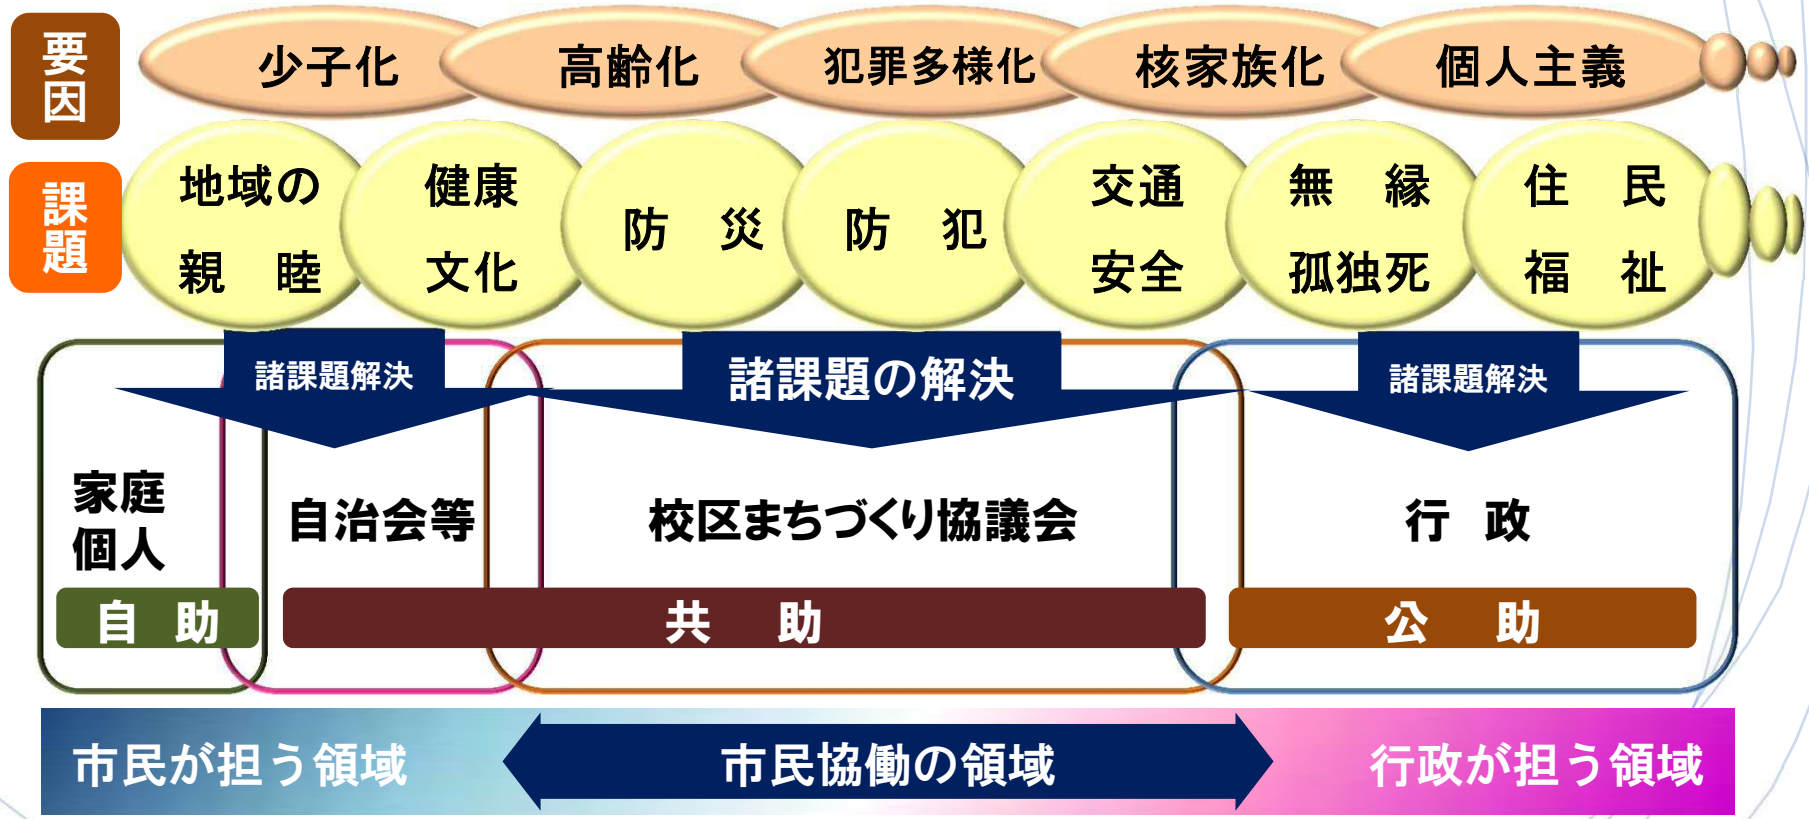 要因
少子化
高齢化
犯罪多様化
核家族化
個人主義
課題
地域の
親　睦
健康
文化
防　災
防　犯
交通
安全
無　縁
孤独死
住　民
福　祉
諸課題解決
諸課題の解決
諸課題解決
家庭
個人
自治会等
校区まちづくり協議会
行　政
自　助
共　助
公　助
市民が担う領域
市民協働の領域
行政が担う領域